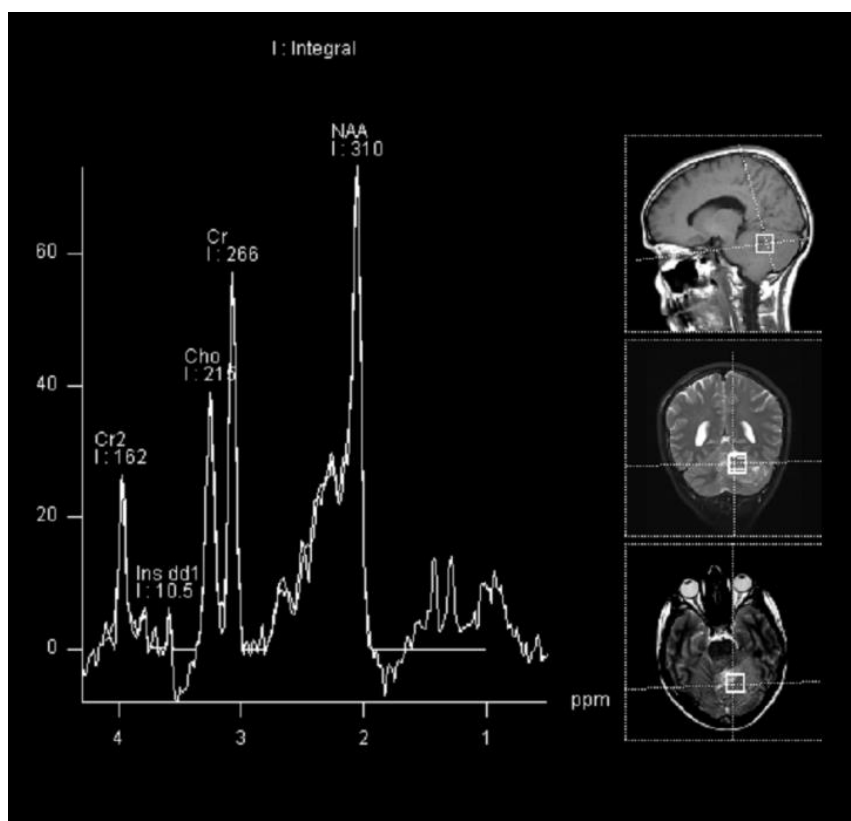 I : Integral
NAA
I : 310
Cr
I : 266
Cho
I : 215
Cr2
I : 162
Ins dd1
I : 10.5
60
40
20
0
ppm
4
3
2
1